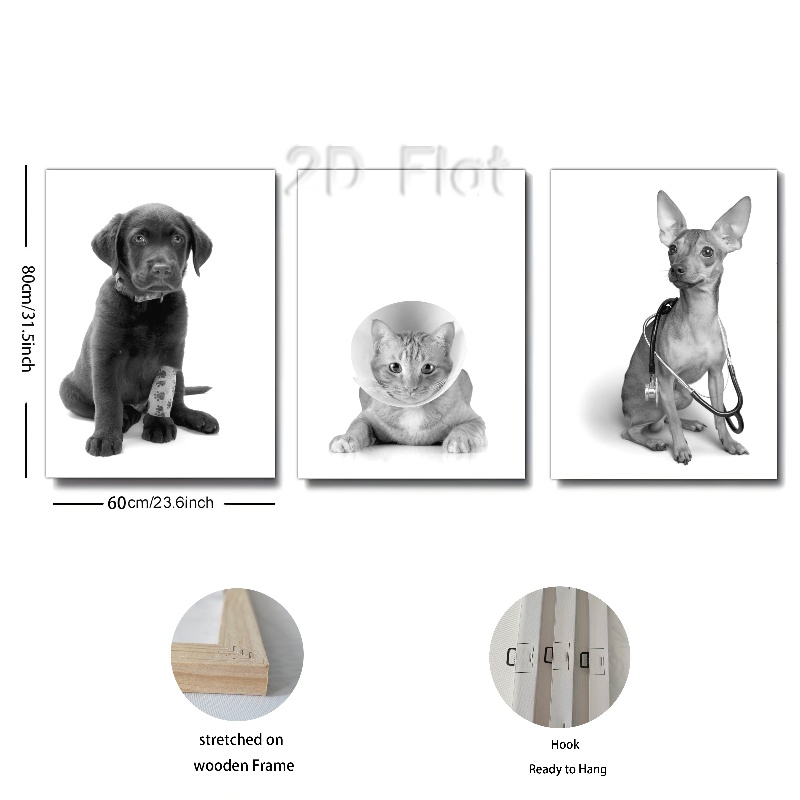 2D Flat
80cm/31.5inch
60cm/23.6inch
stretched on
wooden Frame
Hook
Ready to Hang